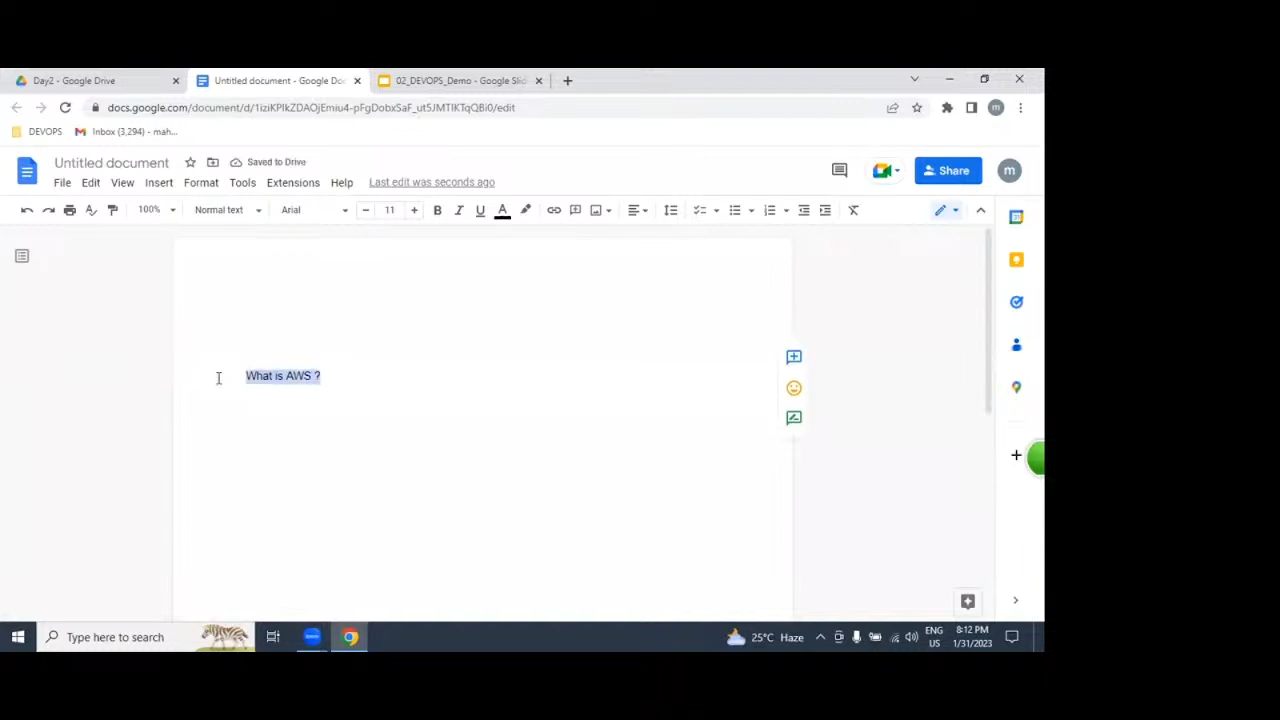 Day2 - Google Drive
Untitled document - Google Doc
02_DEVOPS_Demo - Google Slid
docs.google.com/document/d/1iziKPlkZDAOjEmiu4-pFgDobxSaF_ut5JMTlKTqQBi0/edit
DEVOPS
Inbox (3,294) - mah...
m
Untitled document
Saved to Drive
File Edit View Insert Format Tools Extensions Help Last edit was seconds ago
Share
m
100% Normal text Arial 11 B I U A
What is AWS ?
Type here to search
zoom
25°C Haze
ENG
US
8:12 PM
1/31/2023